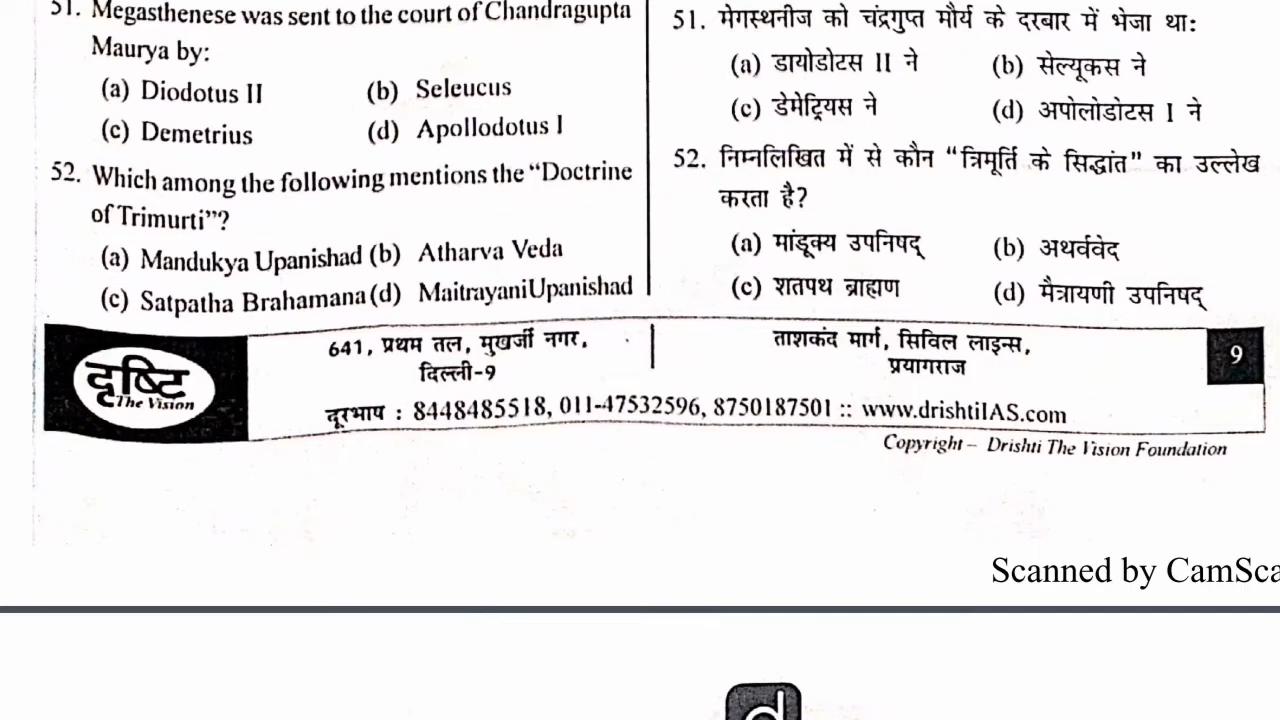 51. Megasthenese was sent to the court of Chandragupta
Maurya by:
(a) Diodotus II (b) Seleucus
(c) Demetrius (d) Apollodotus I
52. Which among the following mentions the “Doctrine
of Trimurti”?
(a) Mandukya Upanishad (b) Atharva Veda
(c) Satpatha Brahamana (d) Maitrayani Upanishad
51. मेगस्थनीज को चंद्रगुप्त मौर्य के दरबार में भेजा था:
(a) डायोडोटस II ने (b) सेल्यूकस ने
(c) डेमेट्रियस ने (d) अपोलोडोटस I ने
52. निम्नलिखित में से कौन “त्रिमूर्ति के सिद्धांत” का उल्लेख
करता है?
(a) मांडूक्य उपनिषद् (b) अथर्ववेद
(c) शतपथ ब्राह्मण (d) मैत्रायणी उपनिषद्
दृष्टि
The Vision
641, प्रथम तल, मुखर्जी नगर,
दिल्ली-9
ताशकंद मार्ग, सिविल लाइन्स,
प्रयागराज
दूरभाष : 8448485518, 011-47532596, 8750187501 :: www.drishtiIAS.com
9
Copyright – Drishti The Vision Foundation
Scanned by CamSca
d